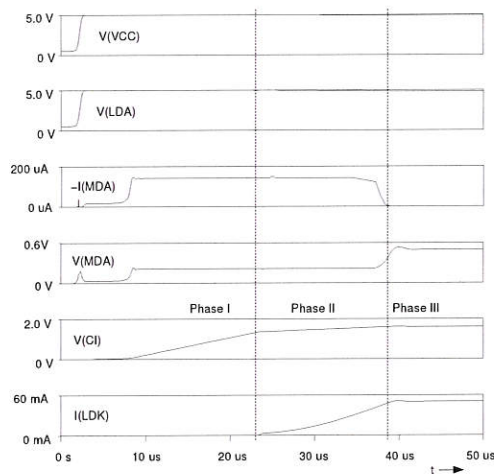 5.0 V
V(VCC)
0 V
5.0 V
V(LDA)
0 V
200 uA
–I(MDA)
0 uA
0.6V
V(MDA)
0V
Phase I Phase II Phase III
2.0 V
V(CI)
0 V
60 mA
I(LDK)
0 mA
0 s 10 us 20 us 30 us 40 us 50 us
t